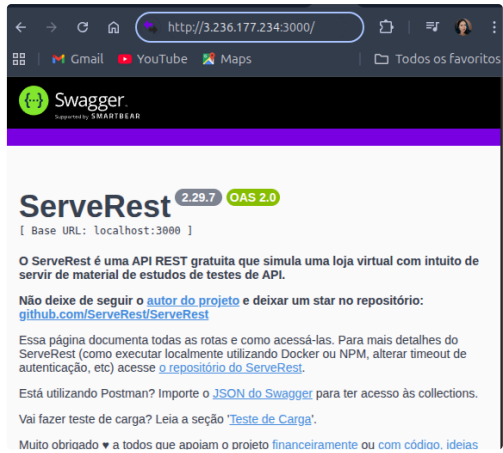 http://3.236.177.234:3000/
Gmail YouTube Maps Todos os favoritos
Swagger.
Supported by SMARTBEAR
ServeRest 2.29.7 OAS 2.0
[ Base URL: localhost:3000 ]
O ServeRest é uma API REST gratuita que simula uma loja virtual com intuito de
servir de material de estudos de testes de API.
Não deixe de seguir o autor do projeto e deixar um star no repositório:
github.com/ServeRest/ServeRest
Essa página documenta todas as rotas e como acessá-las. Para mais detalhes do
ServeRest (como executar localmente utilizando Docker ou NPM, alterar timeout de
autenticação, etc) acesse o repositório do ServeRest.
Está utilizando Postman? Importe o JSON do Swagger para ter acesso às collections.
Vai fazer teste de carga? Leia a seção 'Teste de Carga'.
Muito obrigado ♥ a todos que apoiam o projeto financeiramente ou com código, ideias